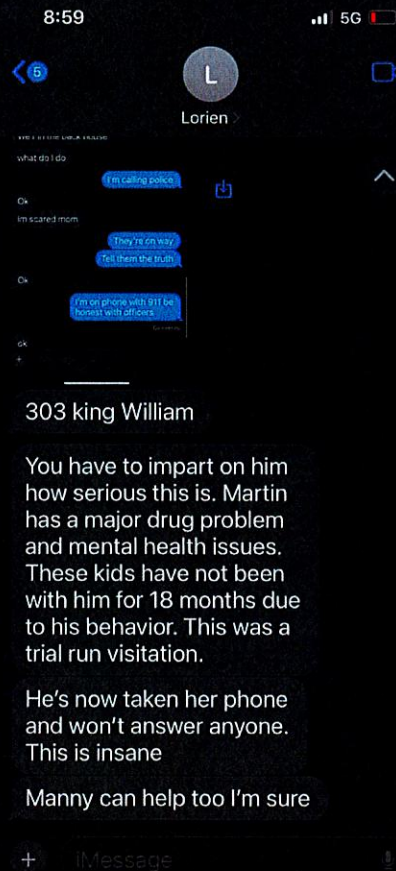 8:59
5G
5
L
Lorien
what do I do
I'm calling police
Ok
im scared mom
They're on way
Tell them the truth
Ok
I'm on phone with 911 be
honest with officers
ok
+
303 king William
You have to impart on him
how serious this is. Martin
has a major drug problem
and mental health issues.
These kids have not been
with him for 18 months due
to his behavior. This was a
trial run visitation.
He's now taken her phone
and won't answer anyone.
This is insane
Manny can help too I'm sure
+
iMessage